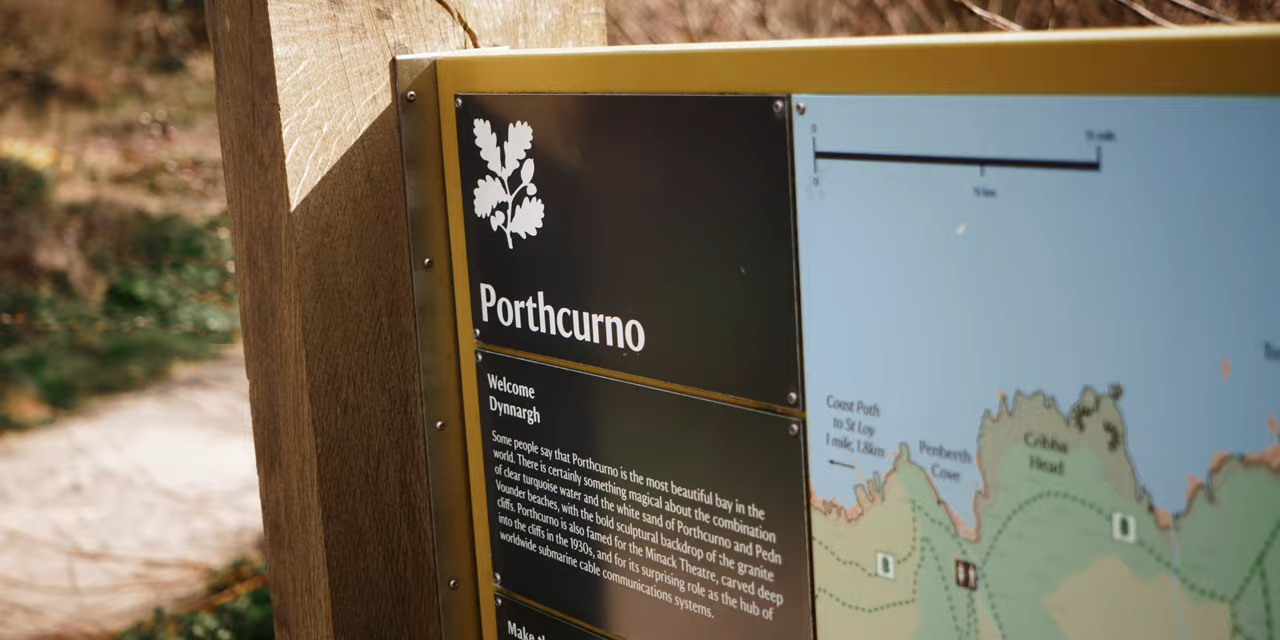 Porthcurno
Welcome
Dynnargh
Some people say that Porthcurno is the most beautiful bay in the
world. There is certainly something magical about the combination
of clear turquoise water and the white sand of Porthcurno and Pedn
Vounder beaches, with the bold sculptural backdrop of the granite
cliffs. Porthcurno is also famed for the Minack Theatre, carved deep
into the cliffs in the 1930s, and for its surprising role as the hub of
worldwide submarine cable communications systems.
Make
0
0
Coast Path
to St Loy
1 mile, 1.8km
Penberth
Cove
Cribba
Head